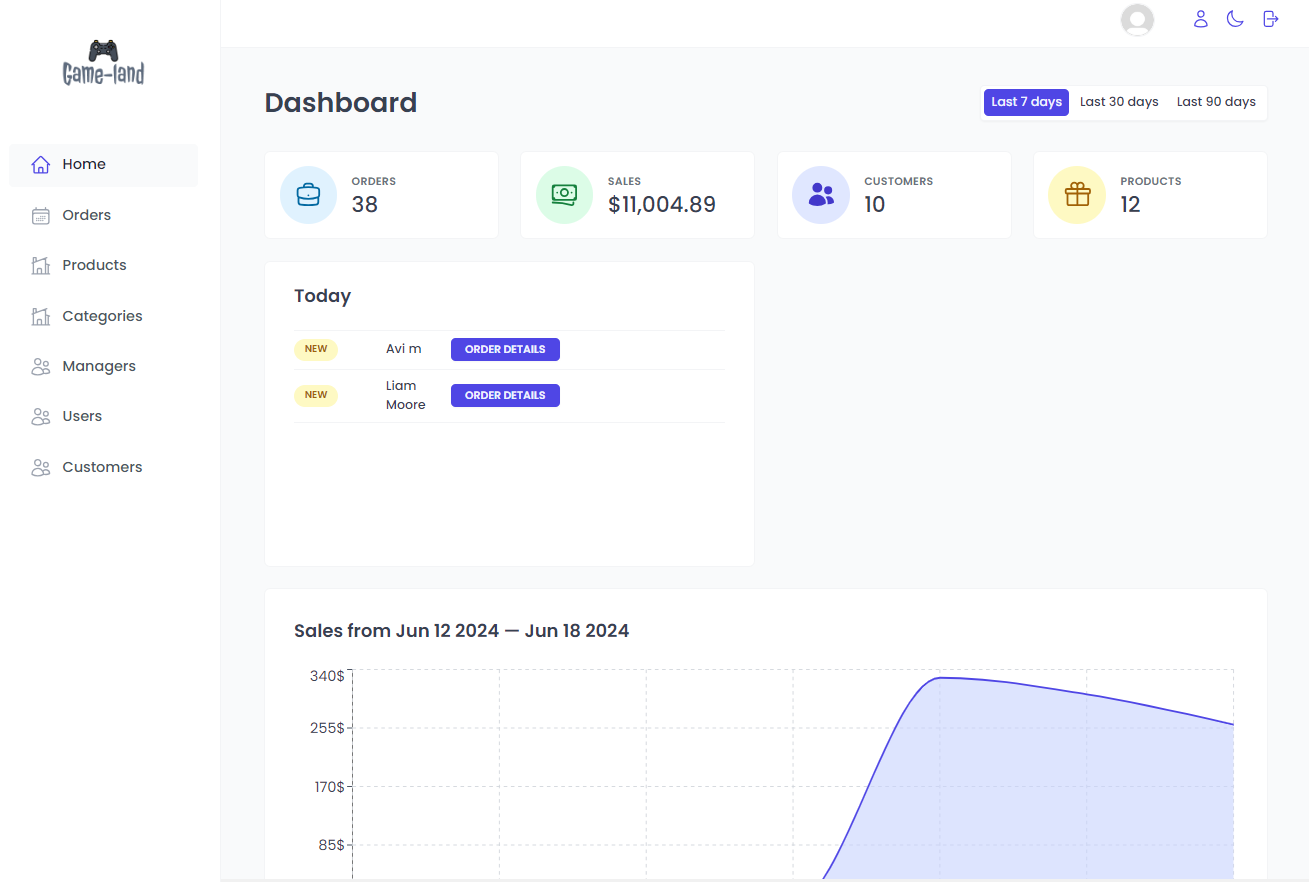 Game-land
Home
Orders
Products
Categories
Managers
Users
Customers
Dashboard
Last 7 days Last 30 days Last 90 days
ORDERS
38
SALES
$11,004.89
CUSTOMERS
10
PRODUCTS
12
Today
NEW Avi m ORDER DETAILS
NEW Liam Moore ORDER DETAILS
Sales from Jun 12 2024 — Jun 18 2024
340$
255$
170$
85$